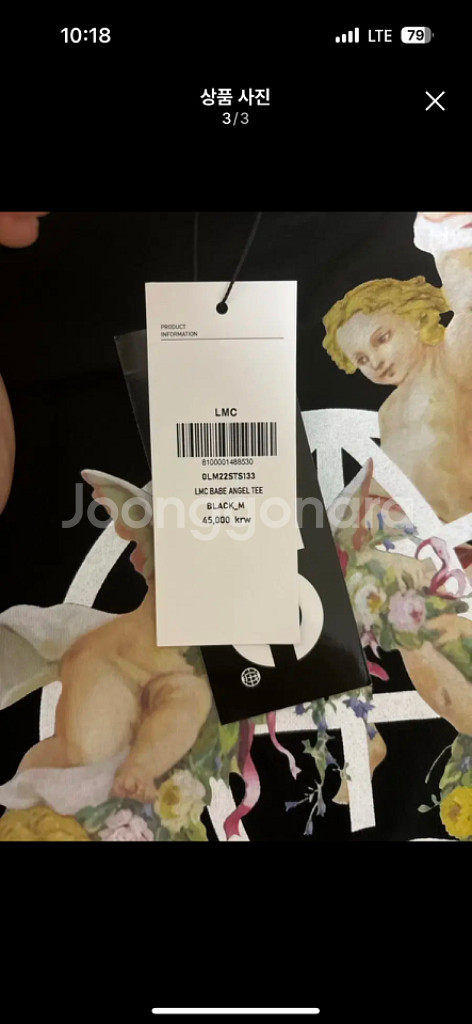 10:18
LTE 79
상품 사진
3/3
PRODUCT
INFORMATION
LMC
8100001488530
0LM22STS133
LMC BABE ANGEL TEE
BLACK_M
45,000 krw
Joonggonara